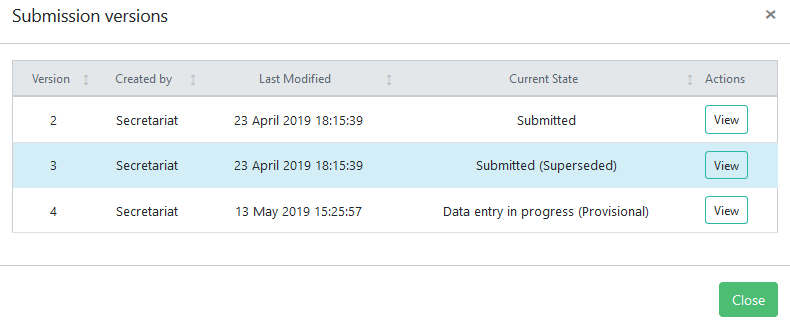 Submission versions ×
Version Created by Last Modified Current State Actions
2 Secretariat 23 April 2019 18:15:39 Submitted View
3 Secretariat 23 April 2019 18:15:39 Submitted (Superseded) View
4 Secretariat 13 May 2019 15:25:57 Data entry in progress (Provisional) View
Close